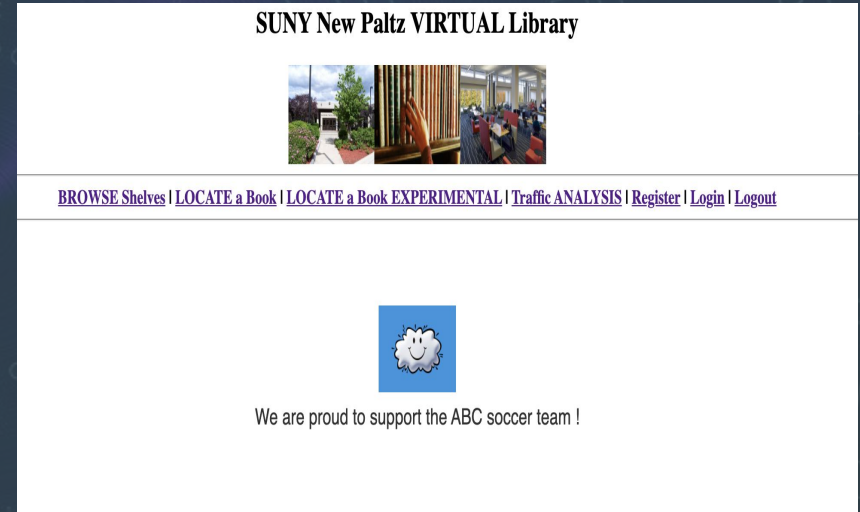 SUNY New Paltz VIRTUAL Library
BROWSE Shelves | LOCATE a Book | LOCATE a Book EXPERIMENTAL | Traffic ANALYSIS | Register | Login | Logout
We are proud to support the ABC soccer team !